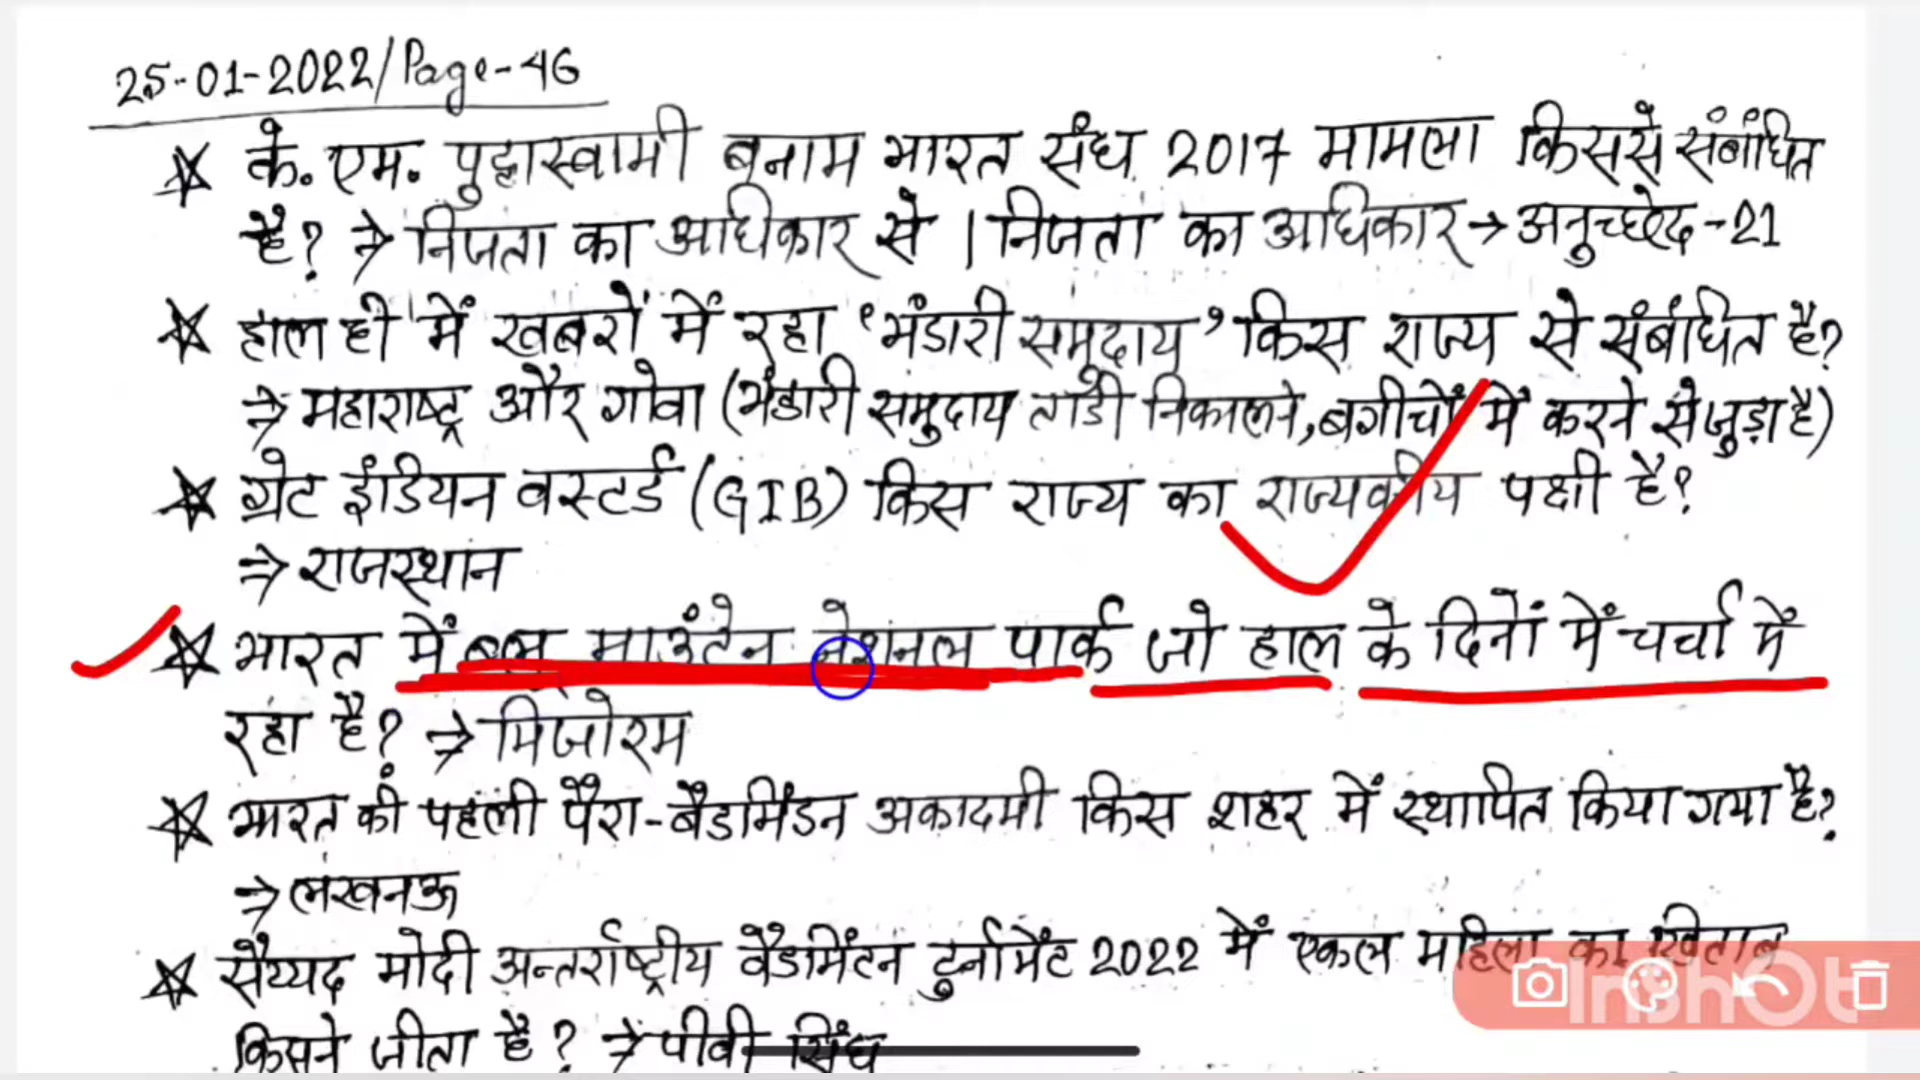 25-01-2022/Page-46
☆ के. एम. पुट्टास्वामी बनाम भारत संघ 2017 मामला किससे संबंधित
है? ⇒ निजता का अधिकार से । निजता का अधिकार → अनुच्छेद-21
☆ हाल ही में खबरों में रहा 'भंडारी समुदाय' किस राज्य से संबंधित है?
⇒ महाराष्ट्र और गोवा (भंडारी समुदाय ताडी निकालने, बगीचों में करने से जुड़ा है)
☆ ग्रेट इंडियन वस्टर्ड (GIB) किस राज्य का राज्यकीय पक्षी है?
⇒ राजस्थान
☆ भारत में ब्लू माउंटेन नेशनल पार्क जो हाल के दिनों में चर्चा में
रहा है? ⇒ मिजोरम
☆ भारत की पहली पैरा-बैडमिंडन अकादमी किस शहर में स्थापित किया गया है?
⇒ लखनऊ
☆ सैय्यद मोदी अन्तर्राष्ट्रीय वैडमिंटन टुर्नामेंट 2022 में एकल महिला का खिताब
किसने जीता है? ⇒ पीवी सिंधु
InShOt